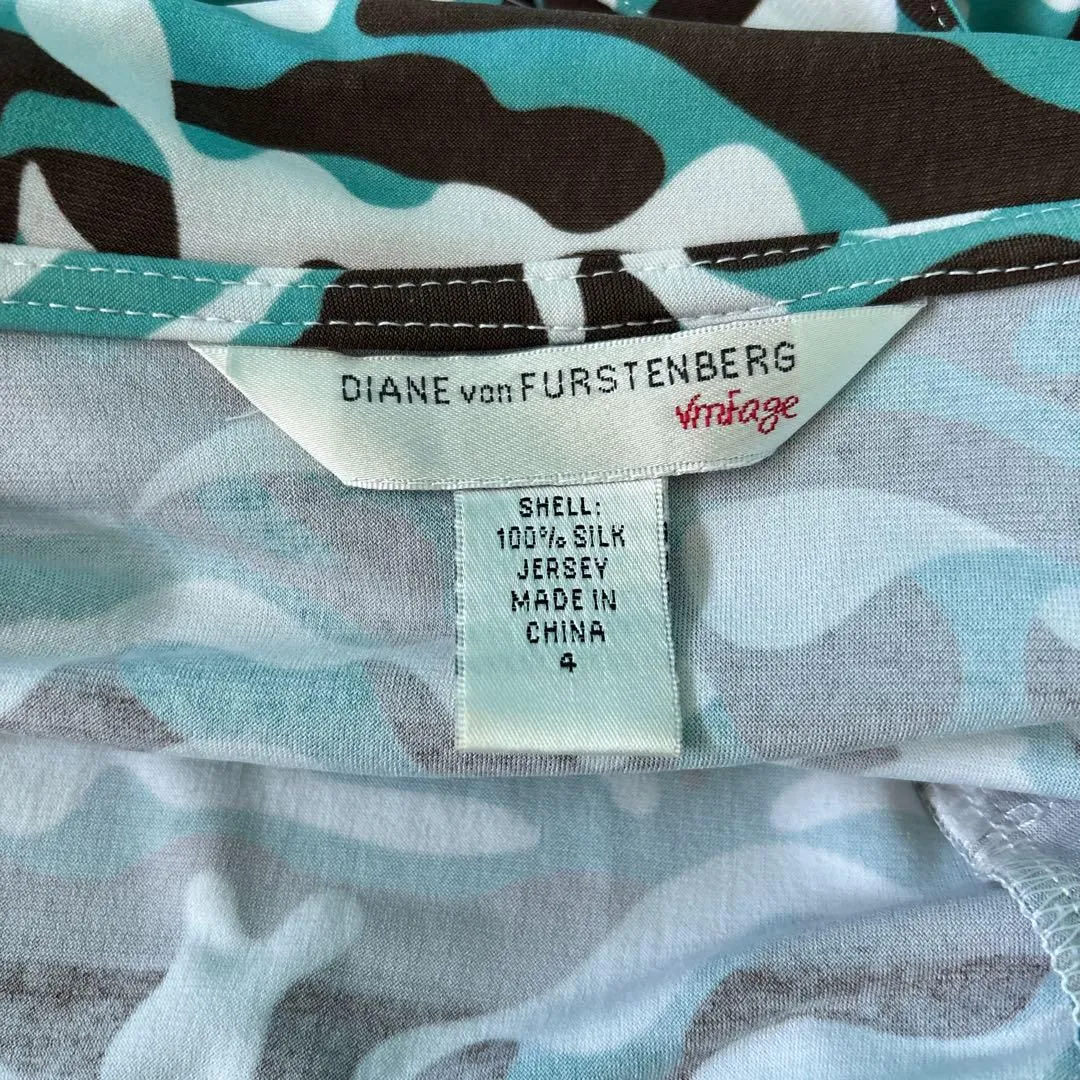 DIANE von FURSTENBERG
Vintage
SHELL:
100% SILK
JERSEY
MADE IN
CHINA
4